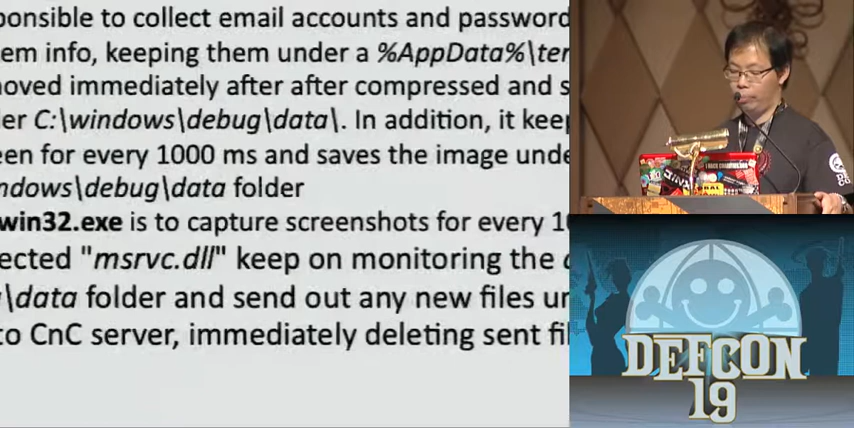 ponsible to collect email accounts and password
em info, keeping them under a %AppData%\ter
noved immediately after after compressed and s
er C:\windows\debug\data\. In addition, it keep
een for every 1000 ms and saves the image unde
ndows\debug\data folder
win32.exe is to capture screenshots for every 10
ected "msrvc.dll" keep on monitoring the
\data folder and send out any new files un
to CnC server, immediately deleting sent fil
DEFCON
19